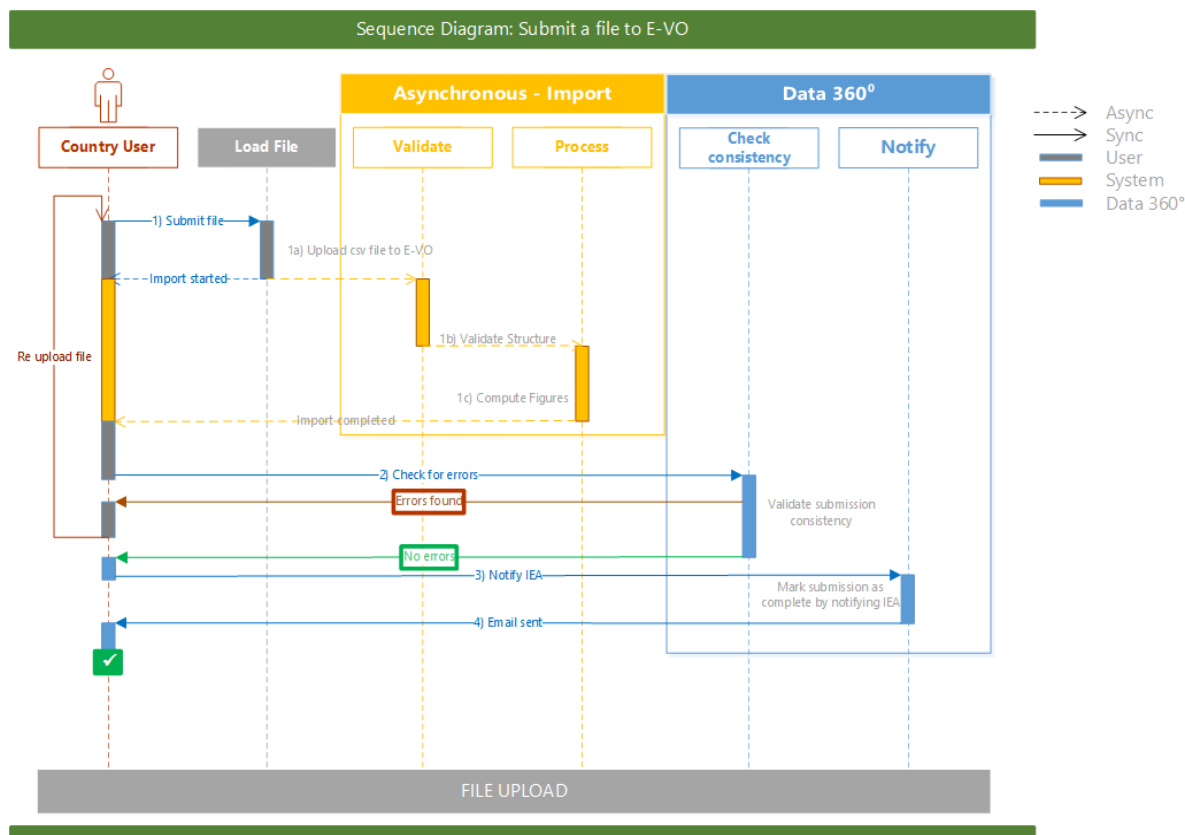 Sequence Diagram: Submit a file to E-VO
Asynchronous - Import
Data 360⁰
Async
Sync
User
System
Data 360°
Country User
Load File
Validate
Process
Check
consistency
Notify
1) Submit file
1a) Upload csv file to E-VO
Import started
1b) Validate Structure
Re upload file
1c) Compute Figures
Import completed
2) Check for errors
Errors found
Validate submission
consistency
No errors
3) Notify IEA
Mark submission as
complete by notifying IEA
4) Email sent
FILE UPLOAD